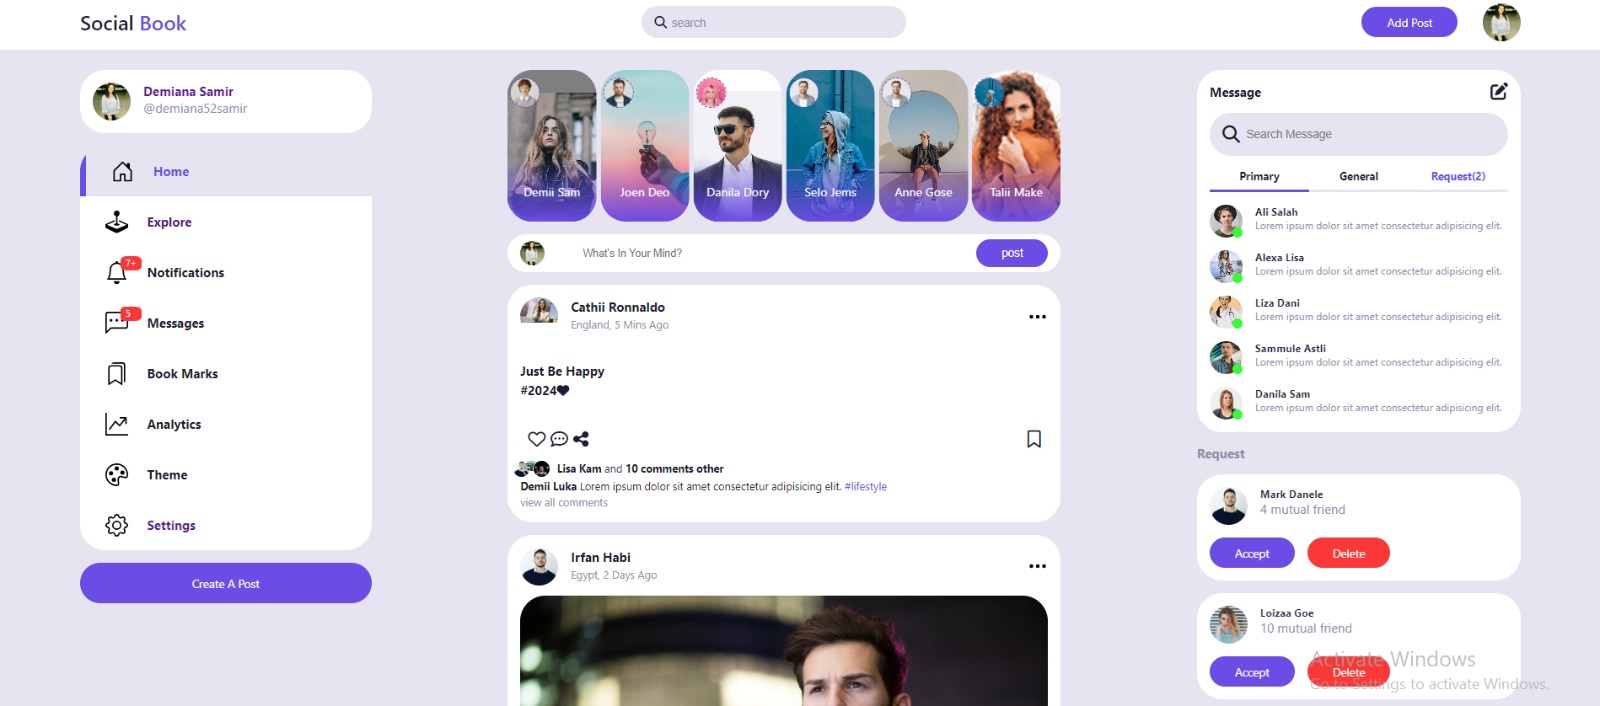 Social Book
search
Add Post
Demiana Samir
@demiana52samir
Home
Explore
7+
Notifications
5
Messages
Book Marks
Analytics
Theme
Settings
Create A Post
Demii Sam
Joen Deo
Danila Dory
Selo Jems
Anne Gose
Talii Make
What's In Your Mind?
post
Cathii Ronnaldo
England, 5 Mins Ago
Just Be Happy
#2024🖤
Lisa Kam and 10 comments other
Demii Luka Lorem ipsum dolor sit amet consectetur adipisicing elit. #lifestyle
view all comments
Irfan Habi
Egypt, 2 Days Ago
Message
Search Message
Primary General Request(2)
Ali Salah
Lorem ipsum dolor sit amet consectetur adipisicing elit.
Alexa Lisa
Lorem ipsum dolor sit amet consectetur adipisicing elit.
Liza Dani
Lorem ipsum dolor sit amet consectetur adipisicing elit.
Sammule Astli
Lorem ipsum dolor sit amet consectetur adipisicing elit.
Danila Sam
Lorem ipsum dolor sit amet consectetur adipisicing elit.
Request
Mark Danele
4 mutual friend
Accept Delete
Loizaa Goe
10 mutual friend
Accept Delete
Activate Windows
Go to Settings to activate Windows.